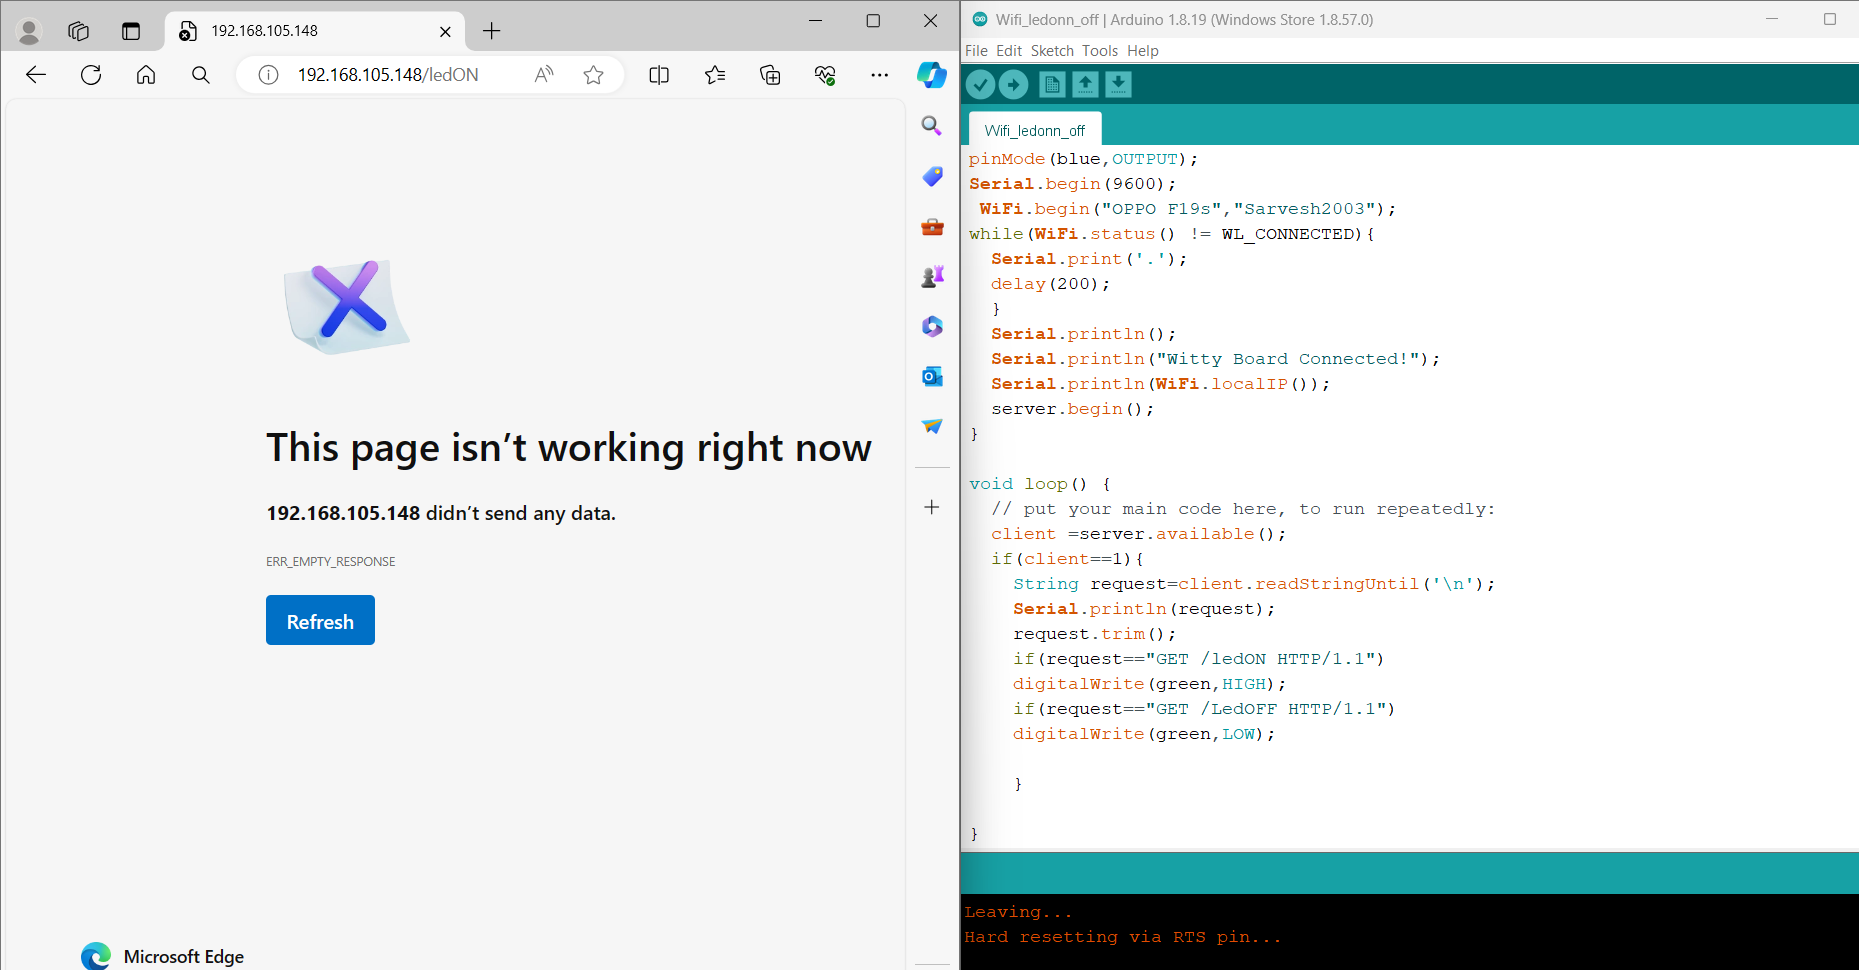 192.168.105.148
192.168.105.148/ledON
This page isn’t working right now
192.168.105.148 didn’t send any data.
ERR_EMPTY_RESPONSE
Refresh
Microsoft Edge
Wifi_ledonn_off | Arduino 1.8.19 (Windows Store 1.8.57.0)
File Edit Sketch Tools Help
Wifi_ledonn_off
pinMode(blue,OUTPUT);
Serial.begin(9600);
WiFi.begin("OPPO F19s","Sarvesh2003");
while(WiFi.status() != WL_CONNECTED){
Serial.print('.');
delay(200);
}
Serial.println();
Serial.println("Witty Board Connected!");
Serial.println(WiFi.localIP());
server.begin();
}
void loop() {
// put your main code here, to run repeatedly:
client =server.available();
if(client==1){
String request=client.readStringUntil('\n');
Serial.println(request);
request.trim();
if(request=="GET /ledON HTTP/1.1")
digitalWrite(green,HIGH);
if(request=="GET /LedOFF HTTP/1.1")
digitalWrite(green,LOW);
}
}
Leaving...
Hard resetting via RTS pin...